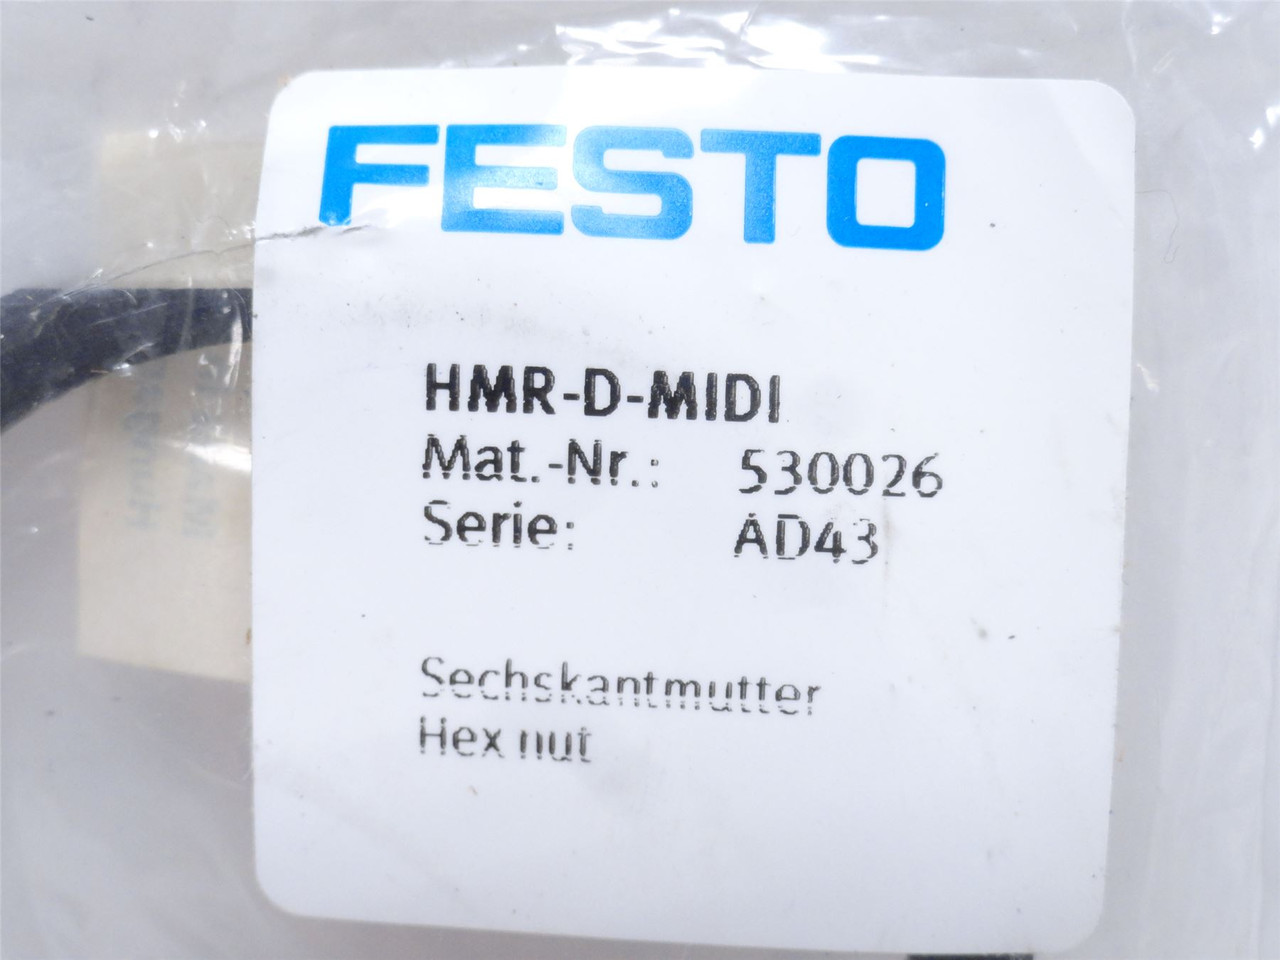 FESTO
HMR-D-MIDI
Mat.-Nr.: 530026
Serie: AD43
Sechskantmutter
Hex nut